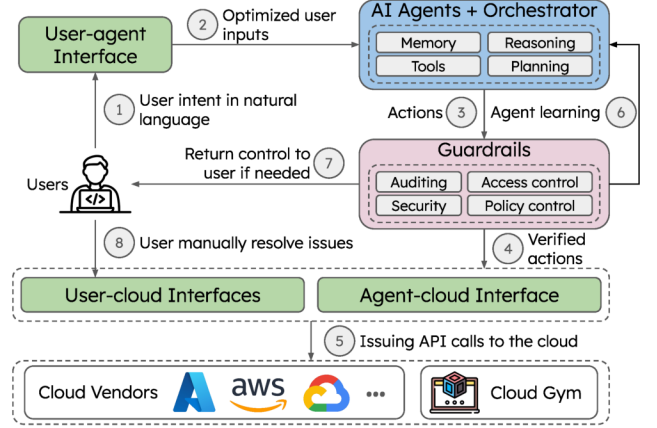 User-agent
Interface
2
Optimized user
inputs
AI Agents + Orchestrator
Memory
Reasoning
Tools
Planning
1
User intent in natural
language
Actions
3
Agent learning
6
Users
</>
Return control to
user if needed
7
Guardrails
Auditing
Access control
Security
Policy control
8
User manually resolve issues
4
Verified
actions
User-cloud Interfaces
Agent-cloud Interface
5
Issuing API calls to the cloud
Cloud Vendors
aws
Cloud Gym